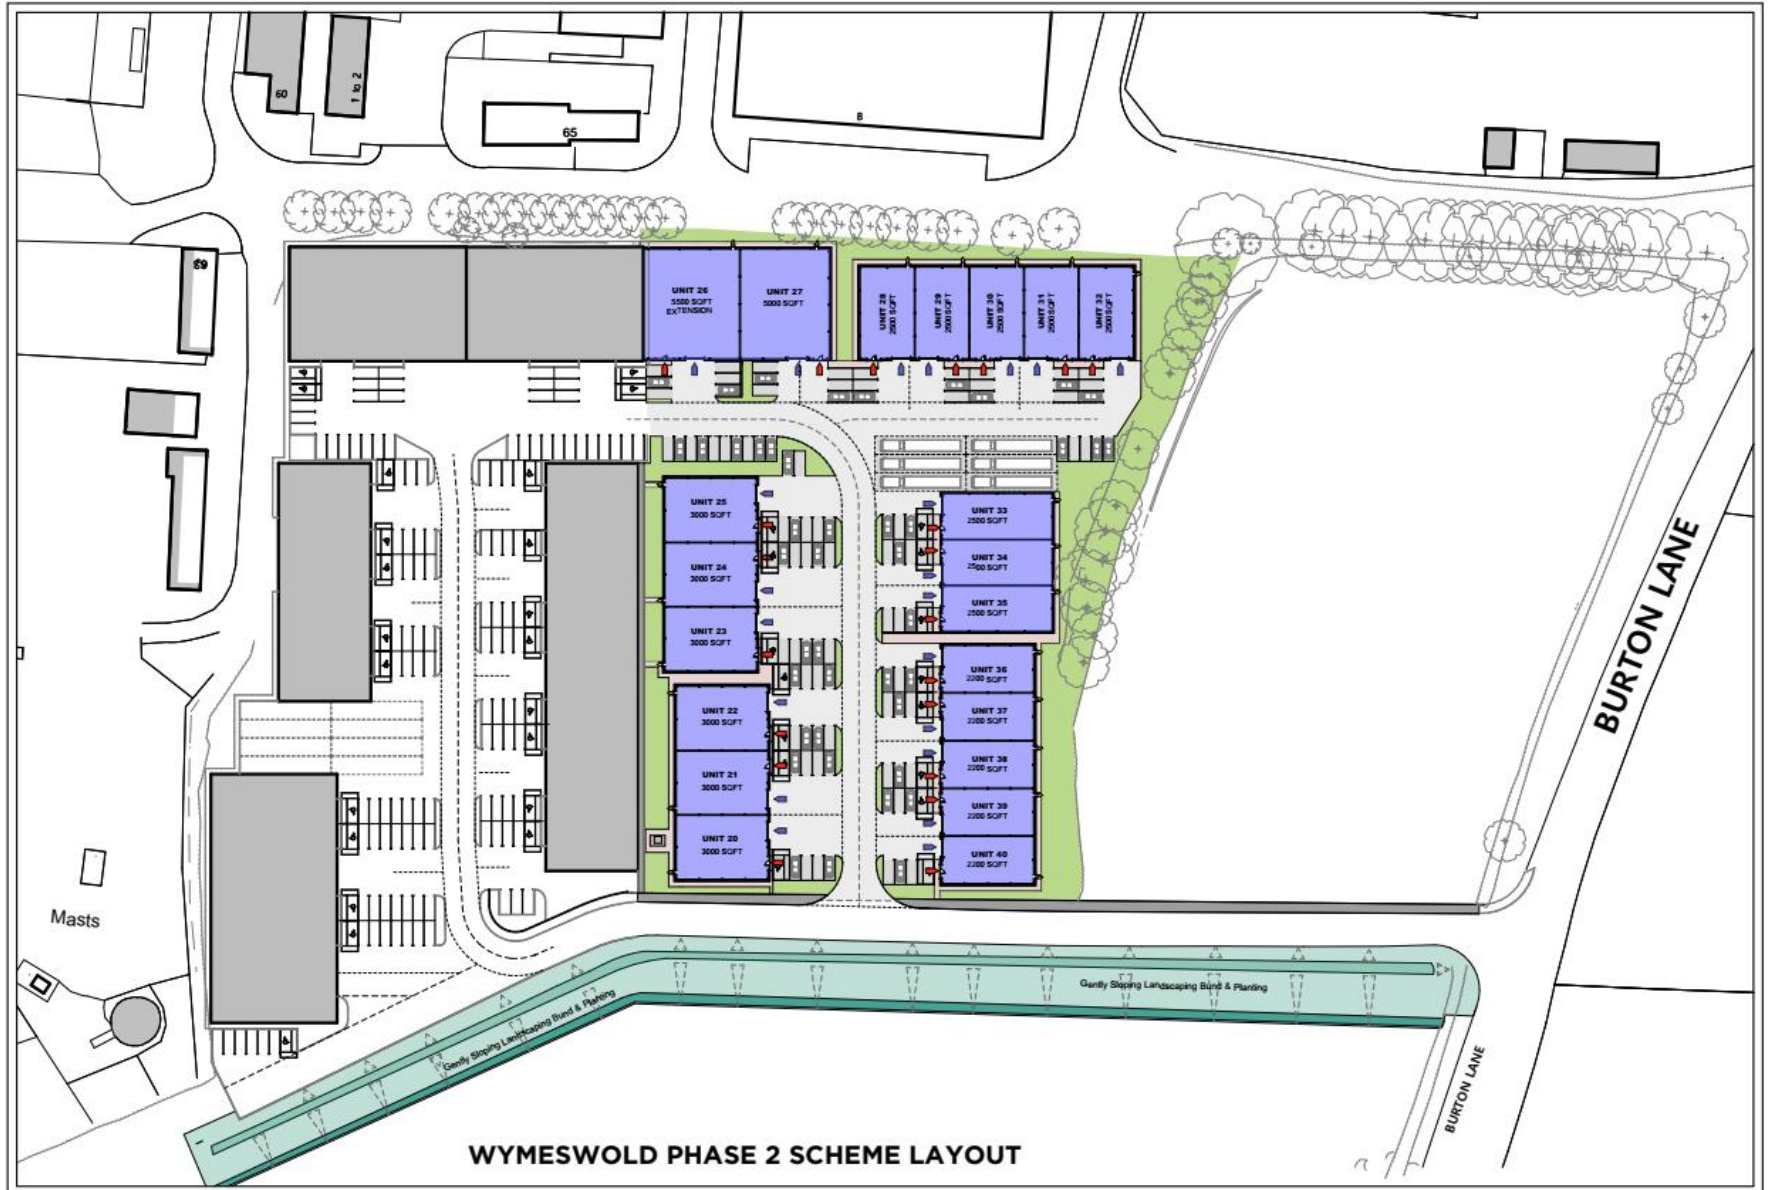 60
1 to 2
65
8
63
UNIT 26
5500 SQFT
EXTENSION
UNIT 27
5000 SQFT
UNIT 28
2500 SQFT
UNIT 29
2500 SQFT
UNIT 30
2500 SQFT
UNIT 31
2500 SQFT
UNIT 32
2500 SQFT
UNIT 25
3000 SQFT
UNIT 24
3000 SQFT
UNIT 23
3000 SQFT
UNIT 22
3000 SQFT
UNIT 21
3000 SQFT
UNIT 20
3000 SQFT
UNIT 33
2500 SQFT
UNIT 34
2500 SQFT
UNIT 35
2500 SQFT
UNIT 36
2200 SQFT
UNIT 37
2200 SQFT
UNIT 38
2200 SQFT
UNIT 39
2200 SQFT
UNIT 40
2200 SQFT
BURTON LANE
Masts
Gently Sloping Landscaping Bund & Planting
Gently Sloping Landscaping Bund & Planting
BURTON LANE
WYMESWOLD PHASE 2 SCHEME LAYOUT